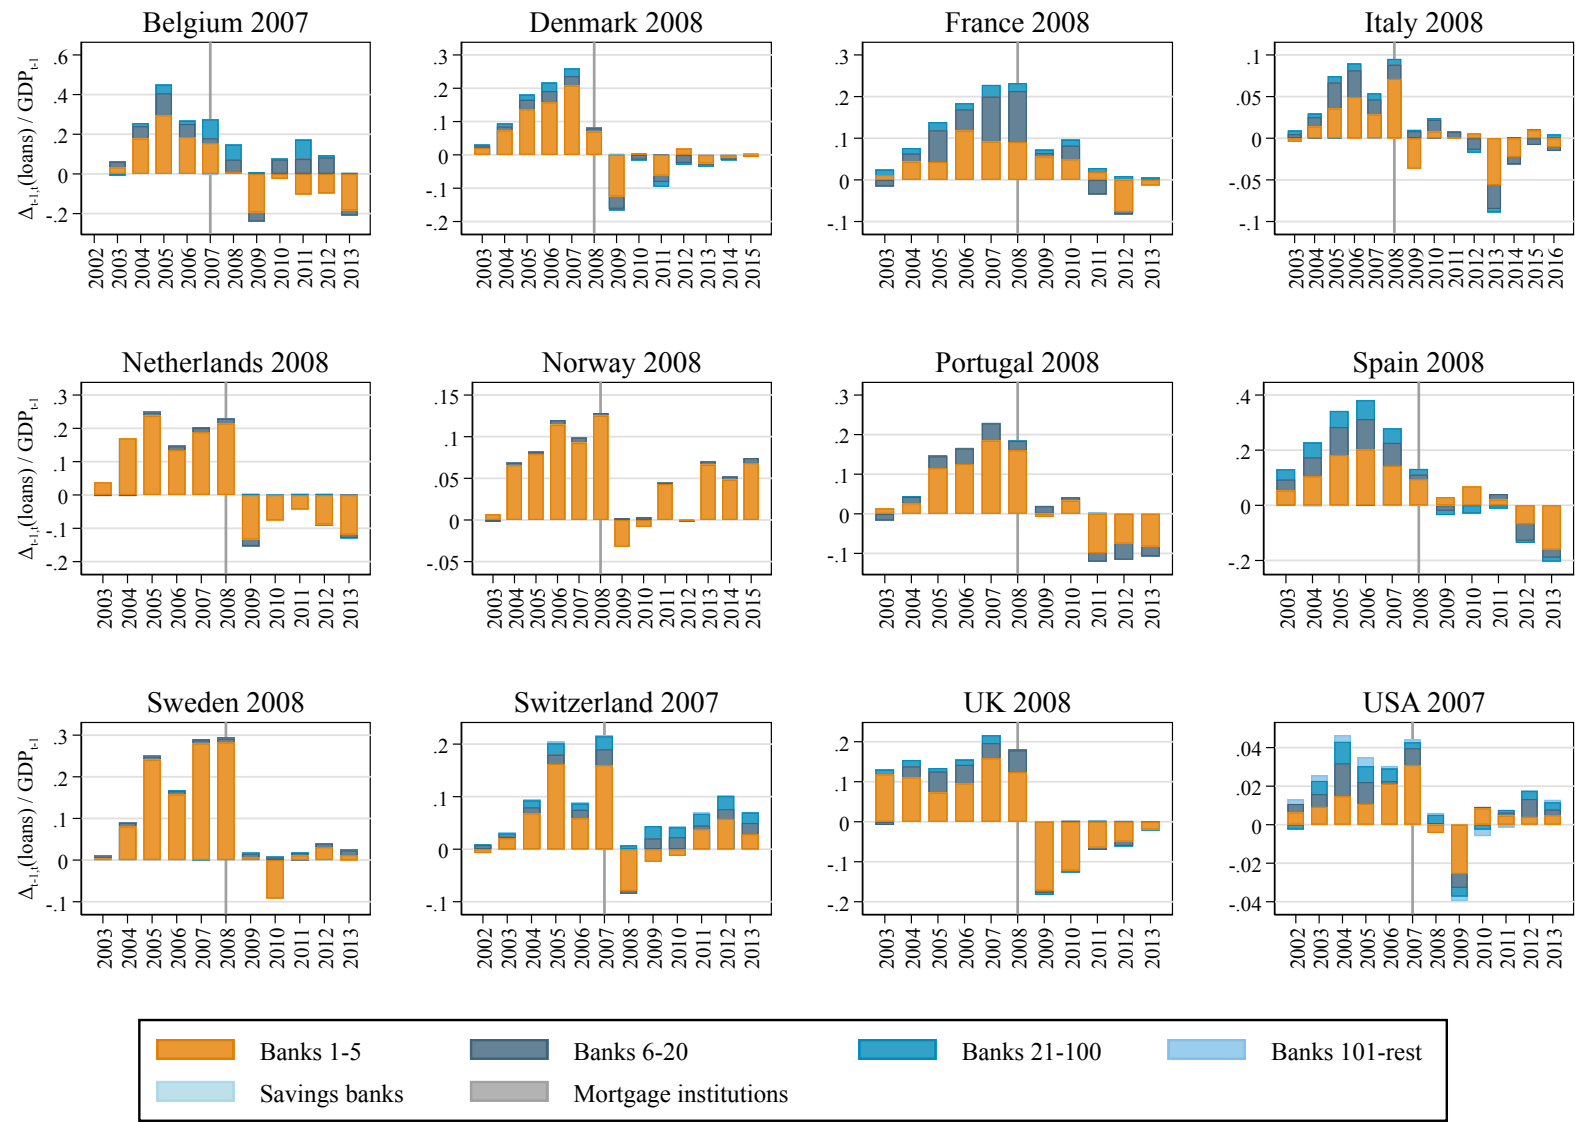 Belgium 2007
Denmark 2008
France 2008
Italy 2008
Δt-1,t(loans) / GDPt-1
.6
.4
.2
0
-.2
2002 2003 2004 2005 2006 2007 2008 2009 2010 2011 2012 2013
.3
.2
.1
0
-.1
-.2
2003 2004 2005 2006 2007 2008 2009 2010 2011 2012 2013 2014 2015
.3
.2
.1
0
-.1
2003 2004 2005 2006 2007 2008 2009 2010 2011 2012 2013
.1
.05
0
-.05
-.1
2003 2004 2005 2006 2007 2008 2009 2010 2011 2012 2013 2014 2015 2016
Netherlands 2008
Norway 2008
Portugal 2008
Spain 2008
Δt-1,t(loans) / GDPt-1
.3
.2
.1
0
-.1
-.2
2003 2004 2005 2006 2007 2008 2009 2010 2011 2012 2013
.15
.1
.05
0
-.05
2003 2004 2005 2006 2007 2008 2009 2010 2011 2012 2013 2014 2015
.3
.2
.1
0
-.1
2003 2004 2005 2006 2007 2008 2009 2010 2011 2012 2013
.4
.2
0
-.2
2003 2004 2005 2006 2007 2008 2009 2010 2011 2012 2013
Sweden 2008
Switzerland 2007
UK 2008
USA 2007
Δt-1,t(loans) / GDPt-1
.3
.2
.1
0
-.1
2003 2004 2005 2006 2007 2008 2009 2010 2011 2012 2013
.2
.1
0
-.1
2002 2003 2004 2005 2006 2007 2008 2009 2010 2011 2012 2013
.2
.1
0
-.1
-.2
2003 2004 2005 2006 2007 2008 2009 2010 2011 2012 2013
.04
.02
0
-.02
-.04
2002 2003 2004 2005 2006 2007 2008 2009 2010 2011 2012 2013
Banks 1-5
Banks 6-20
Banks 21-100
Banks 101-rest
Savings banks
Mortgage institutions